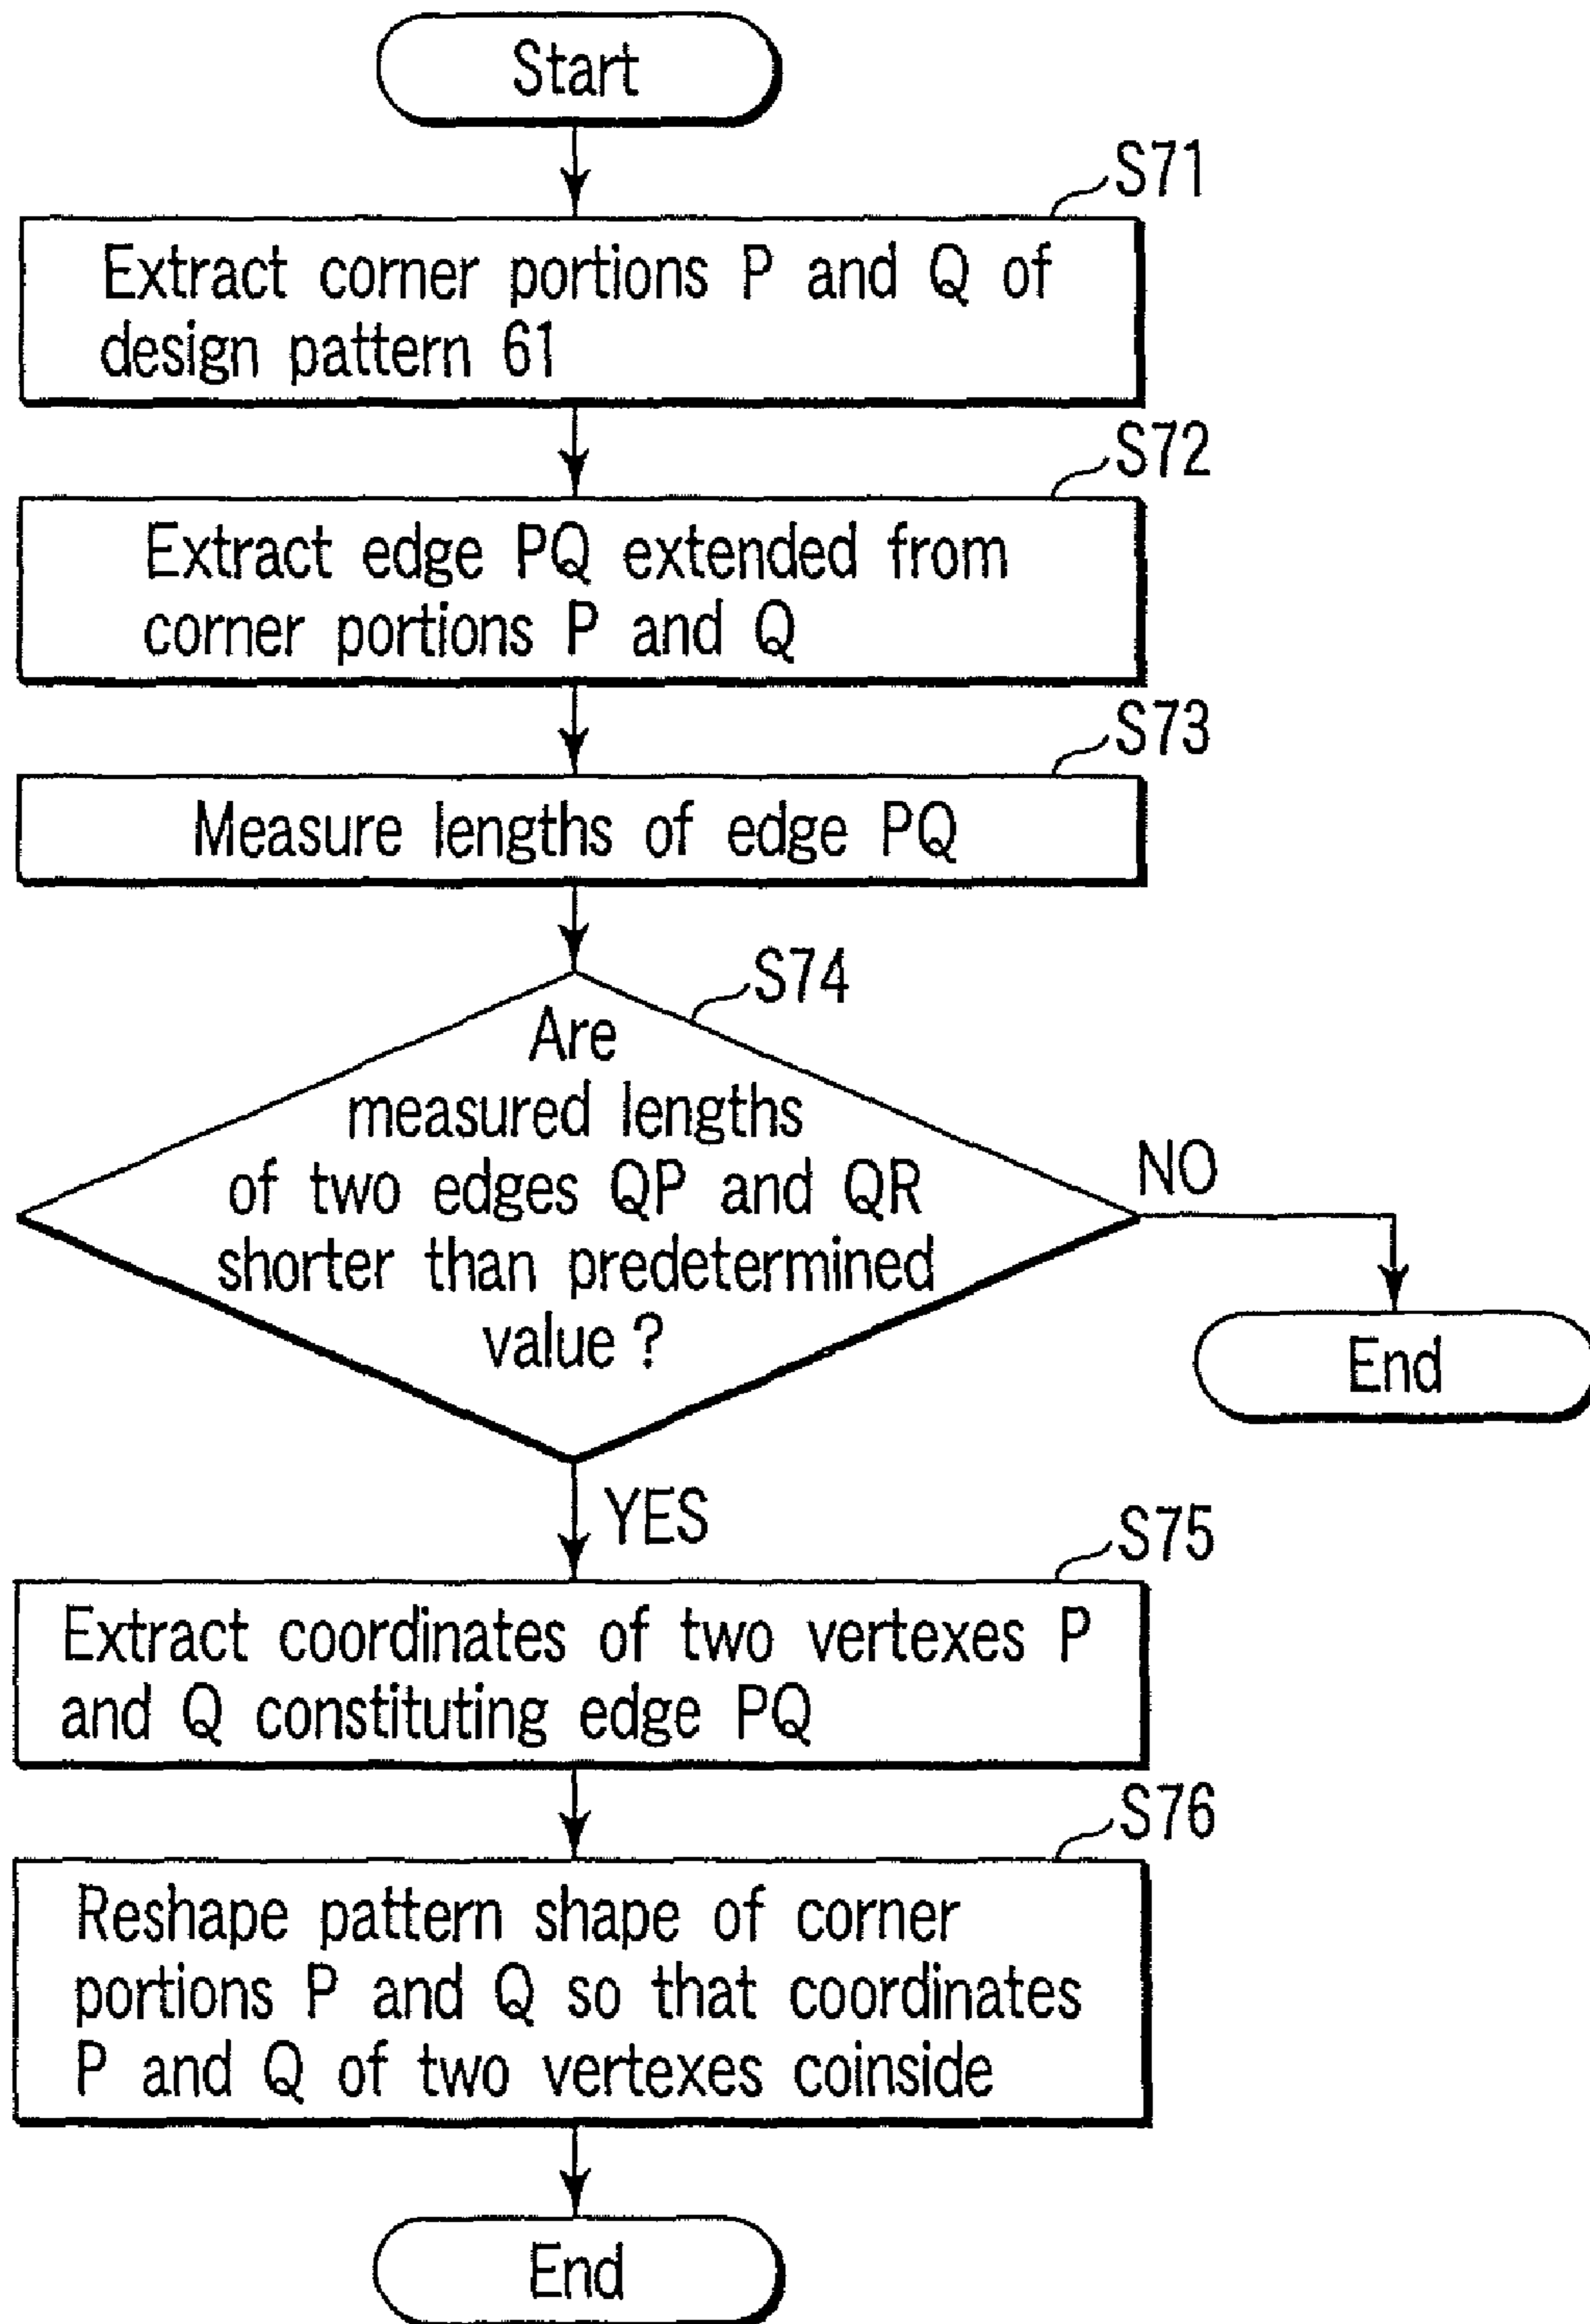 Start
S71
Extract corner portions P and Q of
design pattern 61
S72
Extract edge PQ extended from
corner portions P and Q
S73
Measure lengths of edge PQ
S74
Are
measured lengths
of two edges QP and QR
shorter than predetermined
value ?
NO
End
YES
S75
Extract coordinates of two vertexes P
and Q constituting edge PQ
S76
Reshape pattern shape of corner
portions P and Q so that coordinates
P and Q of two vertexes coinside
End